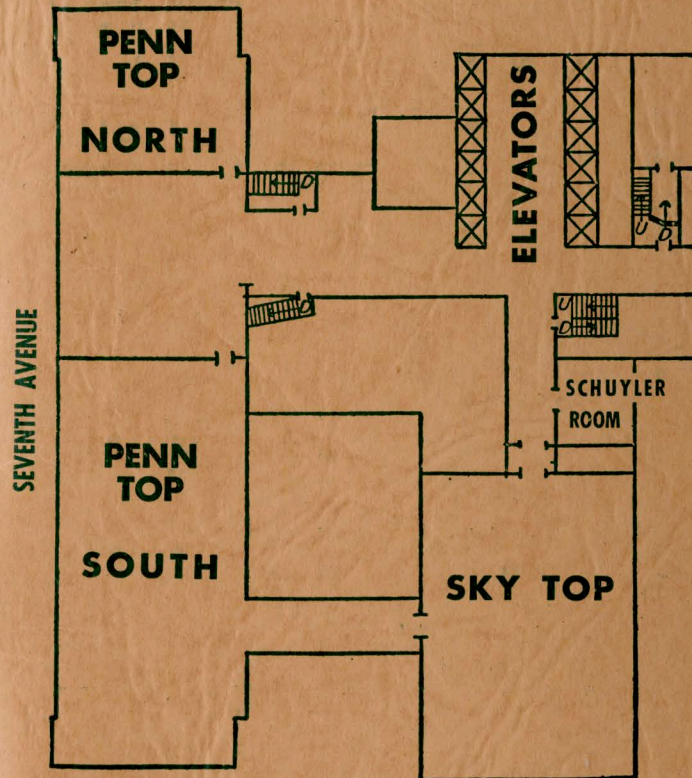 PENN
TOP
NORTH
ELEVATORS
SEVENTH AVENUE
SCHUYLER
ROOM
PENN
TOP
SOUTH
SKY TOP